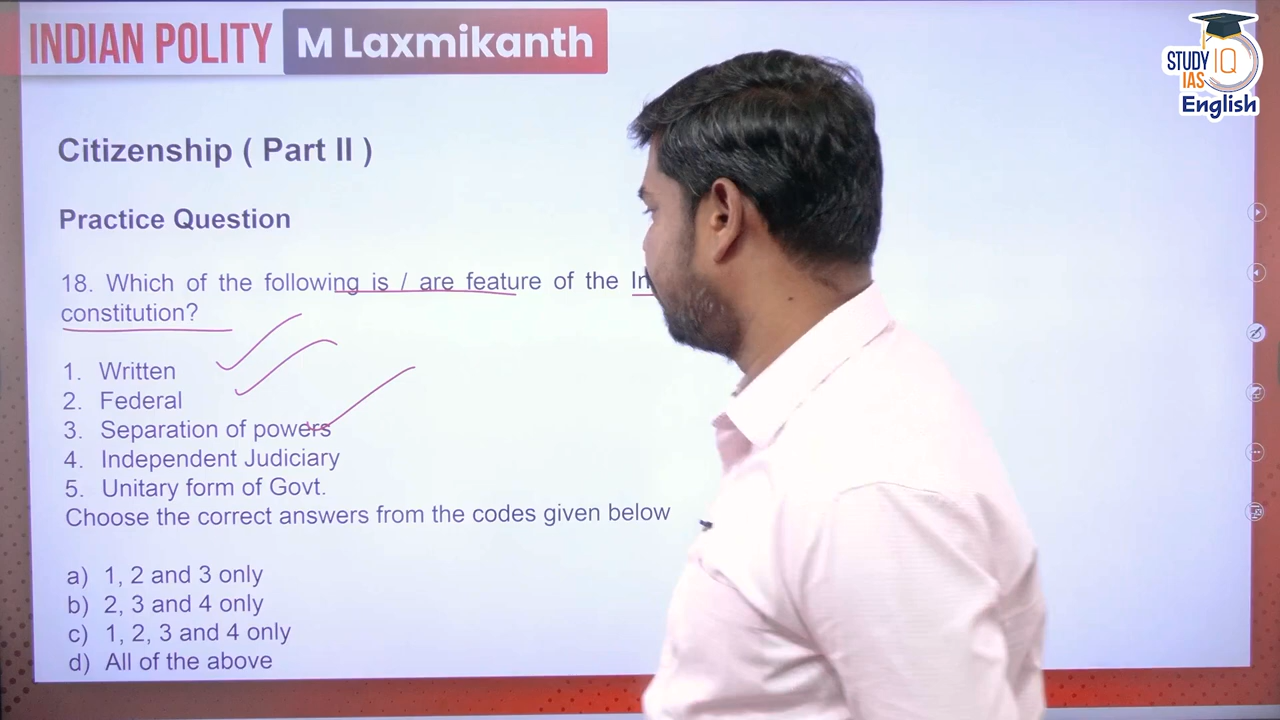 INDIAN POLITY M Laxmikanth
STUDY IQ
IAS
English
Citizenship ( Part II )
Practice Question
18. Which of the following is / are feature of the
constitution?
1. Written
2. Federal
3. Separation of powers
4. Independent Judiciary
5. Unitary form of Govt.
Choose the correct answers from the codes given below
a) 1, 2 and 3 only
b) 2, 3 and 4 only
c) 1, 2, 3 and 4 only
d) All of the above